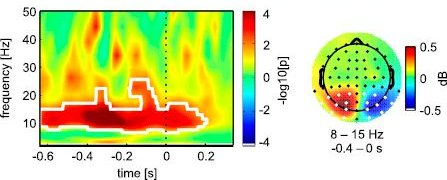 50
40
30
20
10
frequency [Hz]
-0.6 -0.4 -0.2 0 0.2
time [s]
4
2
0
-2
-4
-log10[p]
0.5
0
-0.5
dB
8 – 15 Hz
-0.4 – 0 s